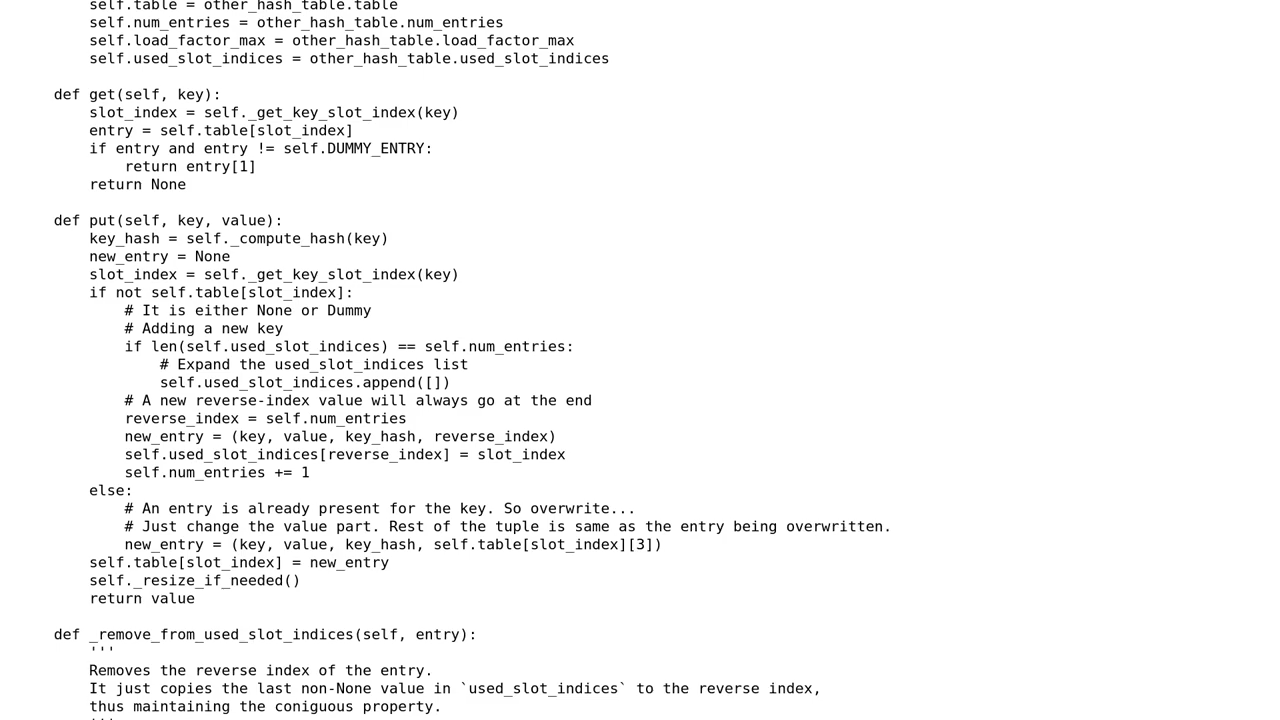 self.table = other_hash_table.table
self.num_entries = other_hash_table.num_entries
self.load_factor_max = other_hash_table.load_factor_max
self.used_slot_indices = other_hash_table.used_slot_indices
def get(self, key):
slot_index = self._get_key_slot_index(key)
entry = self.table[slot_index]
if entry and entry != self.DUMMY_ENTRY:
return entry[1]
return None
def put(self, key, value):
key_hash = self._compute_hash(key)
new_entry = None
slot_index = self._get_key_slot_index(key)
if not self.table[slot_index]:
# It is either None or Dummy
# Adding a new key
if len(self.used_slot_indices) == self.num_entries:
# Expand the used_slot_indices list
self.used_slot_indices.append([])
# A new reverse-index value will always go at the end
reverse_index = self.num_entries
new_entry = (key, value, key_hash, reverse_index)
self.used_slot_indices[reverse_index] = slot_index
self.num_entries += 1
else:
# An entry is already present for the key. So overwrite...
# Just change the value part. Rest of the tuple is same as the entry being overwritten.
new_entry = (key, value, key_hash, self.table[slot_index][3])
self.table[slot_index] = new_entry
self._resize_if_needed()
return value
def _remove_from_used_slot_indices(self, entry):
'''
Removes the reverse index of the entry.
It just copies the last non-None value in `used_slot_indices` to the reverse index,
thus maintaining the coniguous property.
'''